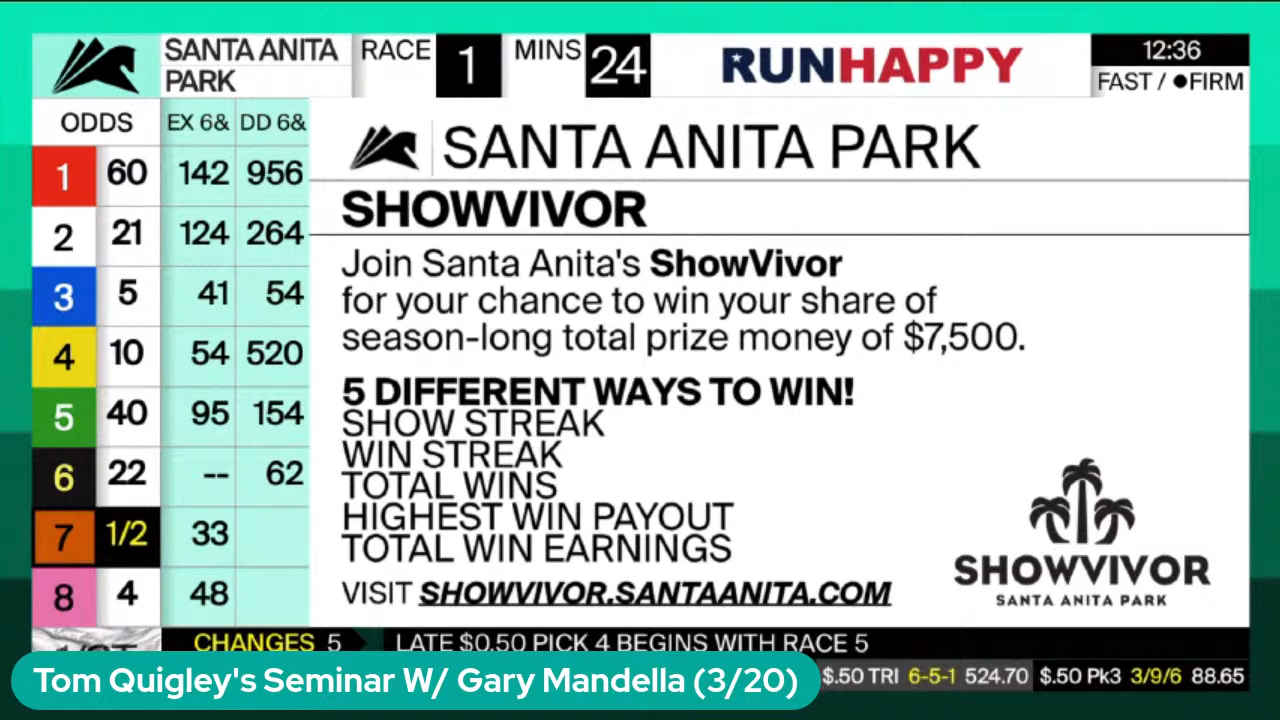 SANTA ANITA PARK
RACE 1
MINS 24
RUNHAPPY
12:36
FAST / ●FIRM
ODDS EX 6& DD 6&
1 60 142 956
2 21 124 264
3 5 41 54
4 10 54 520
5 40 95 154
6 22 -- 62
7 1/2 33
8 4 48
SANTA ANITA PARK
SHOWVIVOR
Join Santa Anita's ShowVivor
for your chance to win your share of
season-long total prize money of $7,500.
5 DIFFERENT WAYS TO WIN!
SHOW STREAK
WIN STREAK
TOTAL WINS
HIGHEST WIN PAYOUT
TOTAL WIN EARNINGS
VISIT SHOWVIVOR.SANTAANITA.COM
SHOWVIVOR
SANTA ANITA PARK
CHANGES 5 LATE $0.50 PICK 4 BEGINS WITH RACE 5
Tom Quigley's Seminar W/ Gary Mandella (3/20)
$.50 TRI 6-5-1 524.70 $.50 Pk3 3/9/6 88.65